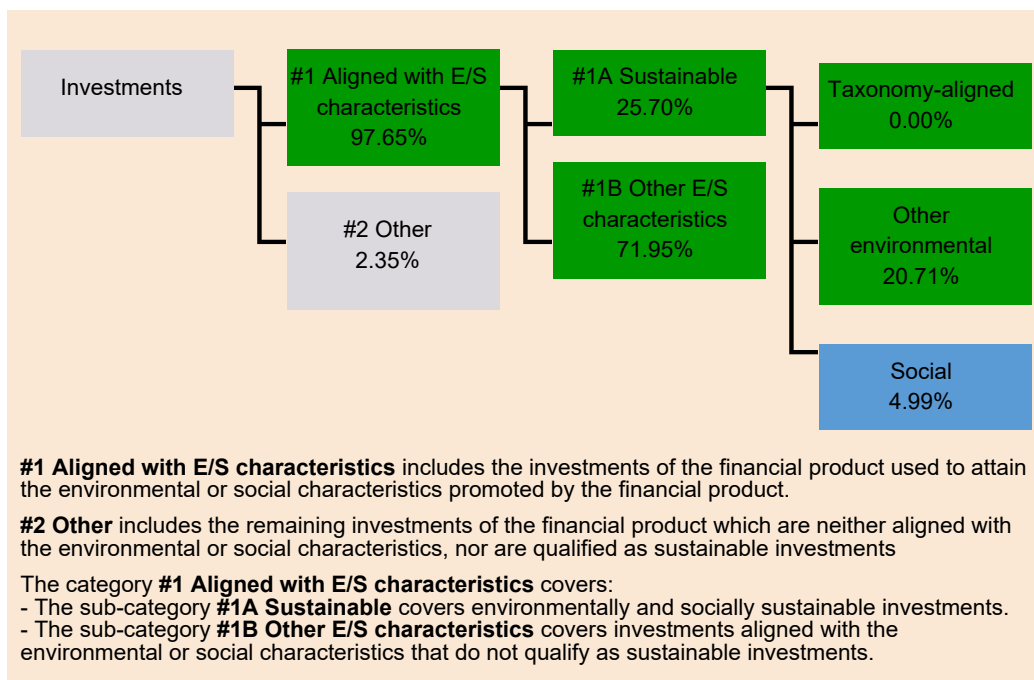 Investments
#1 Aligned with E/S
characteristics
97.65%
#2 Other
2.35%
#1A Sustainable
25.70%
#1B Other E/S
characteristics
71.95%
Taxonomy-aligned
0.00%
Other
environmental
20.71%
Social
4.99%
#1 Aligned with E/S characteristics includes the investments of the financial product used to attain
the environmental or social characteristics promoted by the financial product.
#2 Other includes the remaining investments of the financial product which are neither aligned with
the environmental or social characteristics, nor are qualified as sustainable investments
The category #1 Aligned with E/S characteristics covers:
- The sub-category #1A Sustainable covers environmentally and socially sustainable investments.
- The sub-category #1B Other E/S characteristics covers investments aligned with the
environmental or social characteristics that do not qualify as sustainable investments.